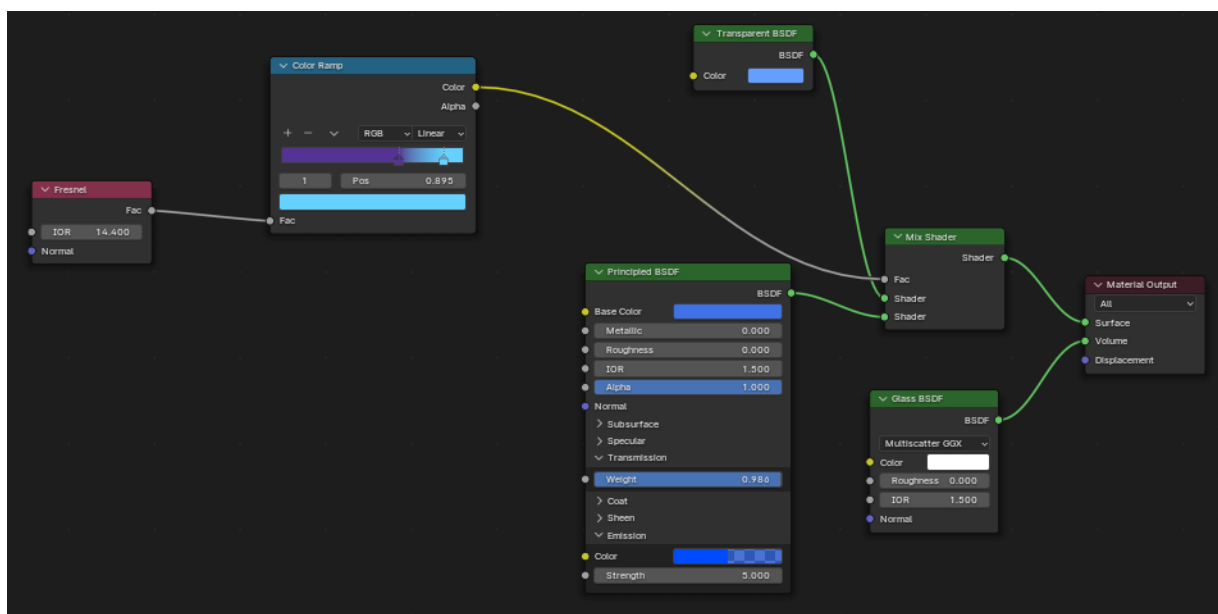 Fresnel
Fac
IOR 14.400
Normal
Color Ramp
Color
Alpha
RGB Linear
1 Pos 0.895
Fac
Transparent BSDF
BSDF
Color
Principled BSDF
BSDF
Base Color
Metallic 0.000
Roughness 0.000
IOR 1.500
Alpha 1.000
Normal
Subsurface
Specular
Transmission
Weight 0.986
Coat
Sheen
Emission
Color
Strength 5.000
Mix Shader
Shader
Fac
Shader
Shader
Glass BSDF
BSDF
Multiscatter GGX
Color
Roughness 0.000
IOR 1.500
Normal
Material Output
All
Surface
Volume
Displacement